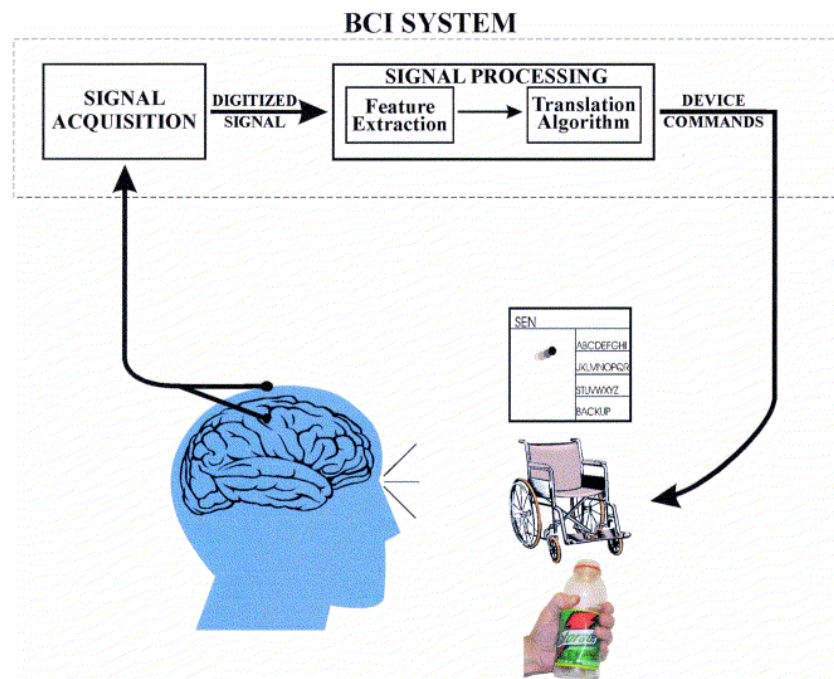 BCI SYSTEM
SIGNAL
ACQUISITION
DIGITIZED
SIGNAL
SIGNAL PROCESSING
Feature
Extraction
Translation
Algorithm
DEVICE
COMMANDS
SEN
ABCDEFGHI
JKLMNOPQR
STUVWXYZ
BACKUP